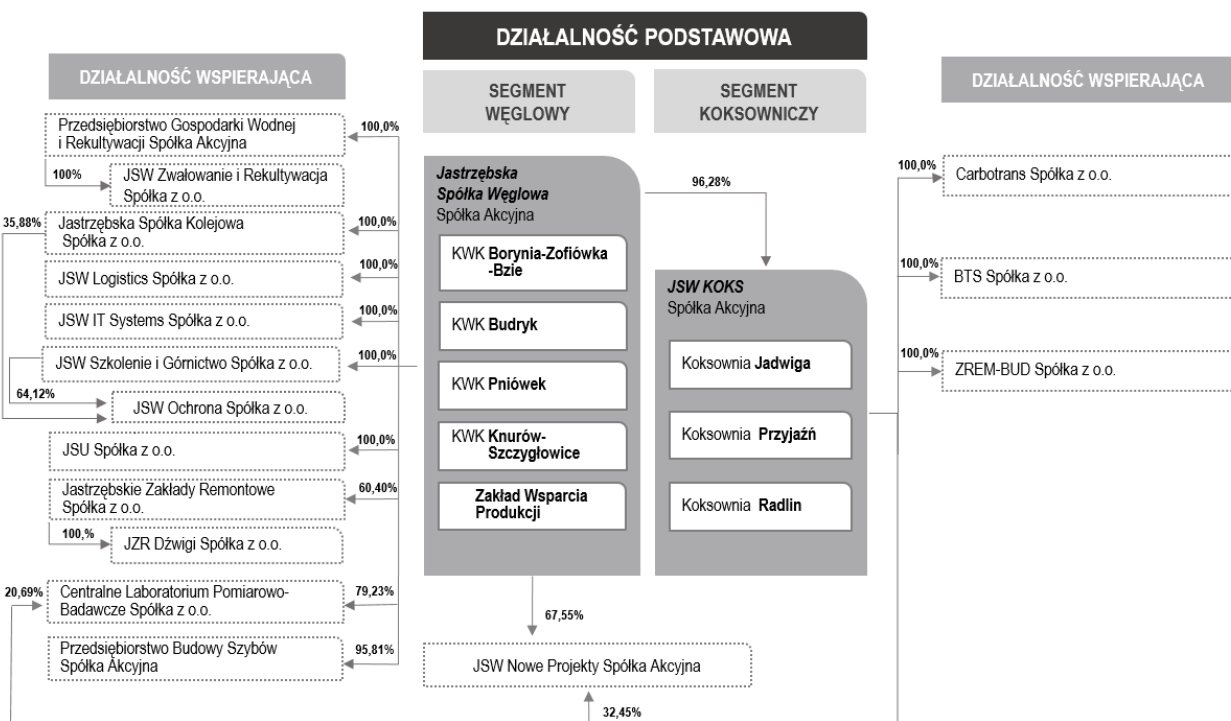 DZIAŁALNOŚĆ PODSTAWOWA
DZIAŁALNOŚĆ WSPIERAJĄCA
SEGMENT
WĘGLOWY
SEGMENT
KOKSOWNICZY
DZIAŁALNOŚĆ WSPIERAJĄCA
Przedsiębiorstwo Gospodarki Wodnej
i Rekultywacji Spółka Akcyjna
100,0%
100%
JSW Zwałowanie i Rekultywacja
Spółka z o.o.
35,88%
Jastrzębska Spółka Kolejowa
Spółka z o.o.
100,0%
JSW Logistics Spółka z o.o.
100,0%
JSW IT Systems Spółka z o.o.
100,0%
JSW Szkolenie i Górnictwo Spółka z o.o.
100,0%
64,12%
JSW Ochrona Spółka z o.o.
JSU Spółka z o.o.
100,0%
Jastrzębskie Zakłady Remontowe
Spółka z o.o.
60,40%
100,%
JZR Dźwigi Spółka z o.o.
20,69%
Centralne Laboratorium Pomiarowo-
Badawcze Spółka z o.o.
79,23%
Przedsiębiorstwo Budowy Szybów
Spółka Akcyjna
95,81%
Jastrzębska
Spółka Węglowa
Spółka Akcyjna
KWK Borynia-Zofiówka
-Bzie
KWK Budryk
KWK Pniówek
KWK Knurów-
Szczygłowice
Zakład Wsparcia
Produkcji
96,28%
JSW KOKS
Spółka Akcyjna
Koksownia Jadwiga
Koksownia Przyjaźń
Koksownia Radlin
67,55%
JSW Nowe Projekty Spółka Akcyjna
32,45%
100,0%
Carbotrans Spółka z o.o.
100,0%
BTS Spółka z o.o.
100,0%
ZREM-BUD Spółka z o.o.